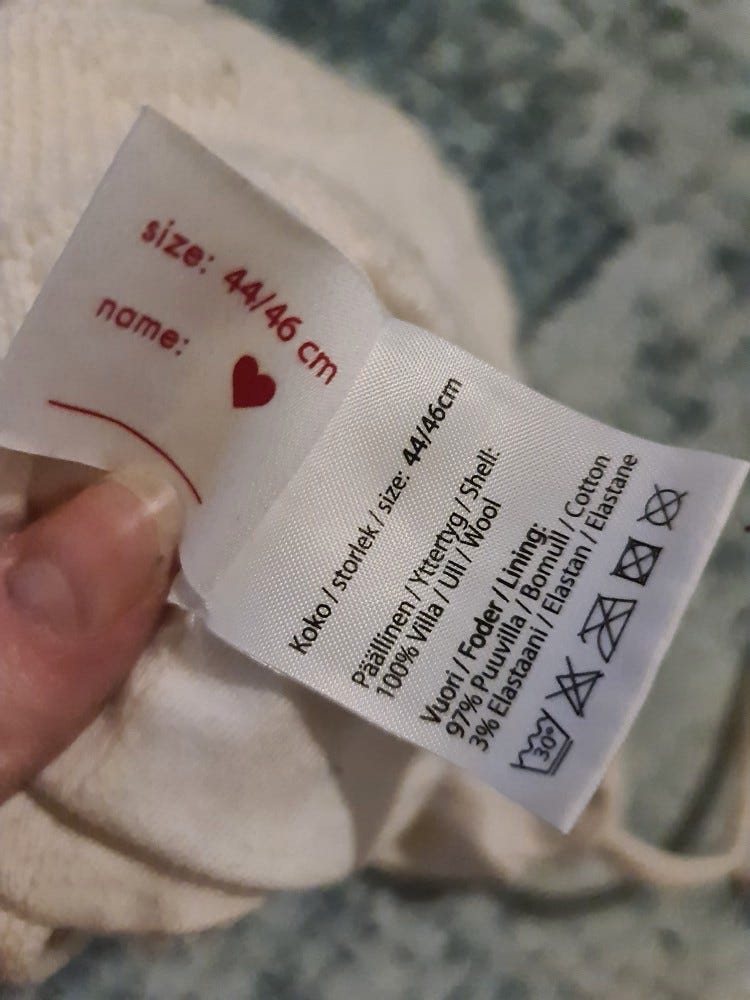 size: 44/46 cm
name:
Koko / storlek / size: 44/46cm
Päällinen / Yttertyg / Shell:
100% Villa / Ull / Wool
Vuori / Foder / Lining:
97% Puuvilla / Bomull / Cotton
3% Elastaani / Elastan / Elastane
30°